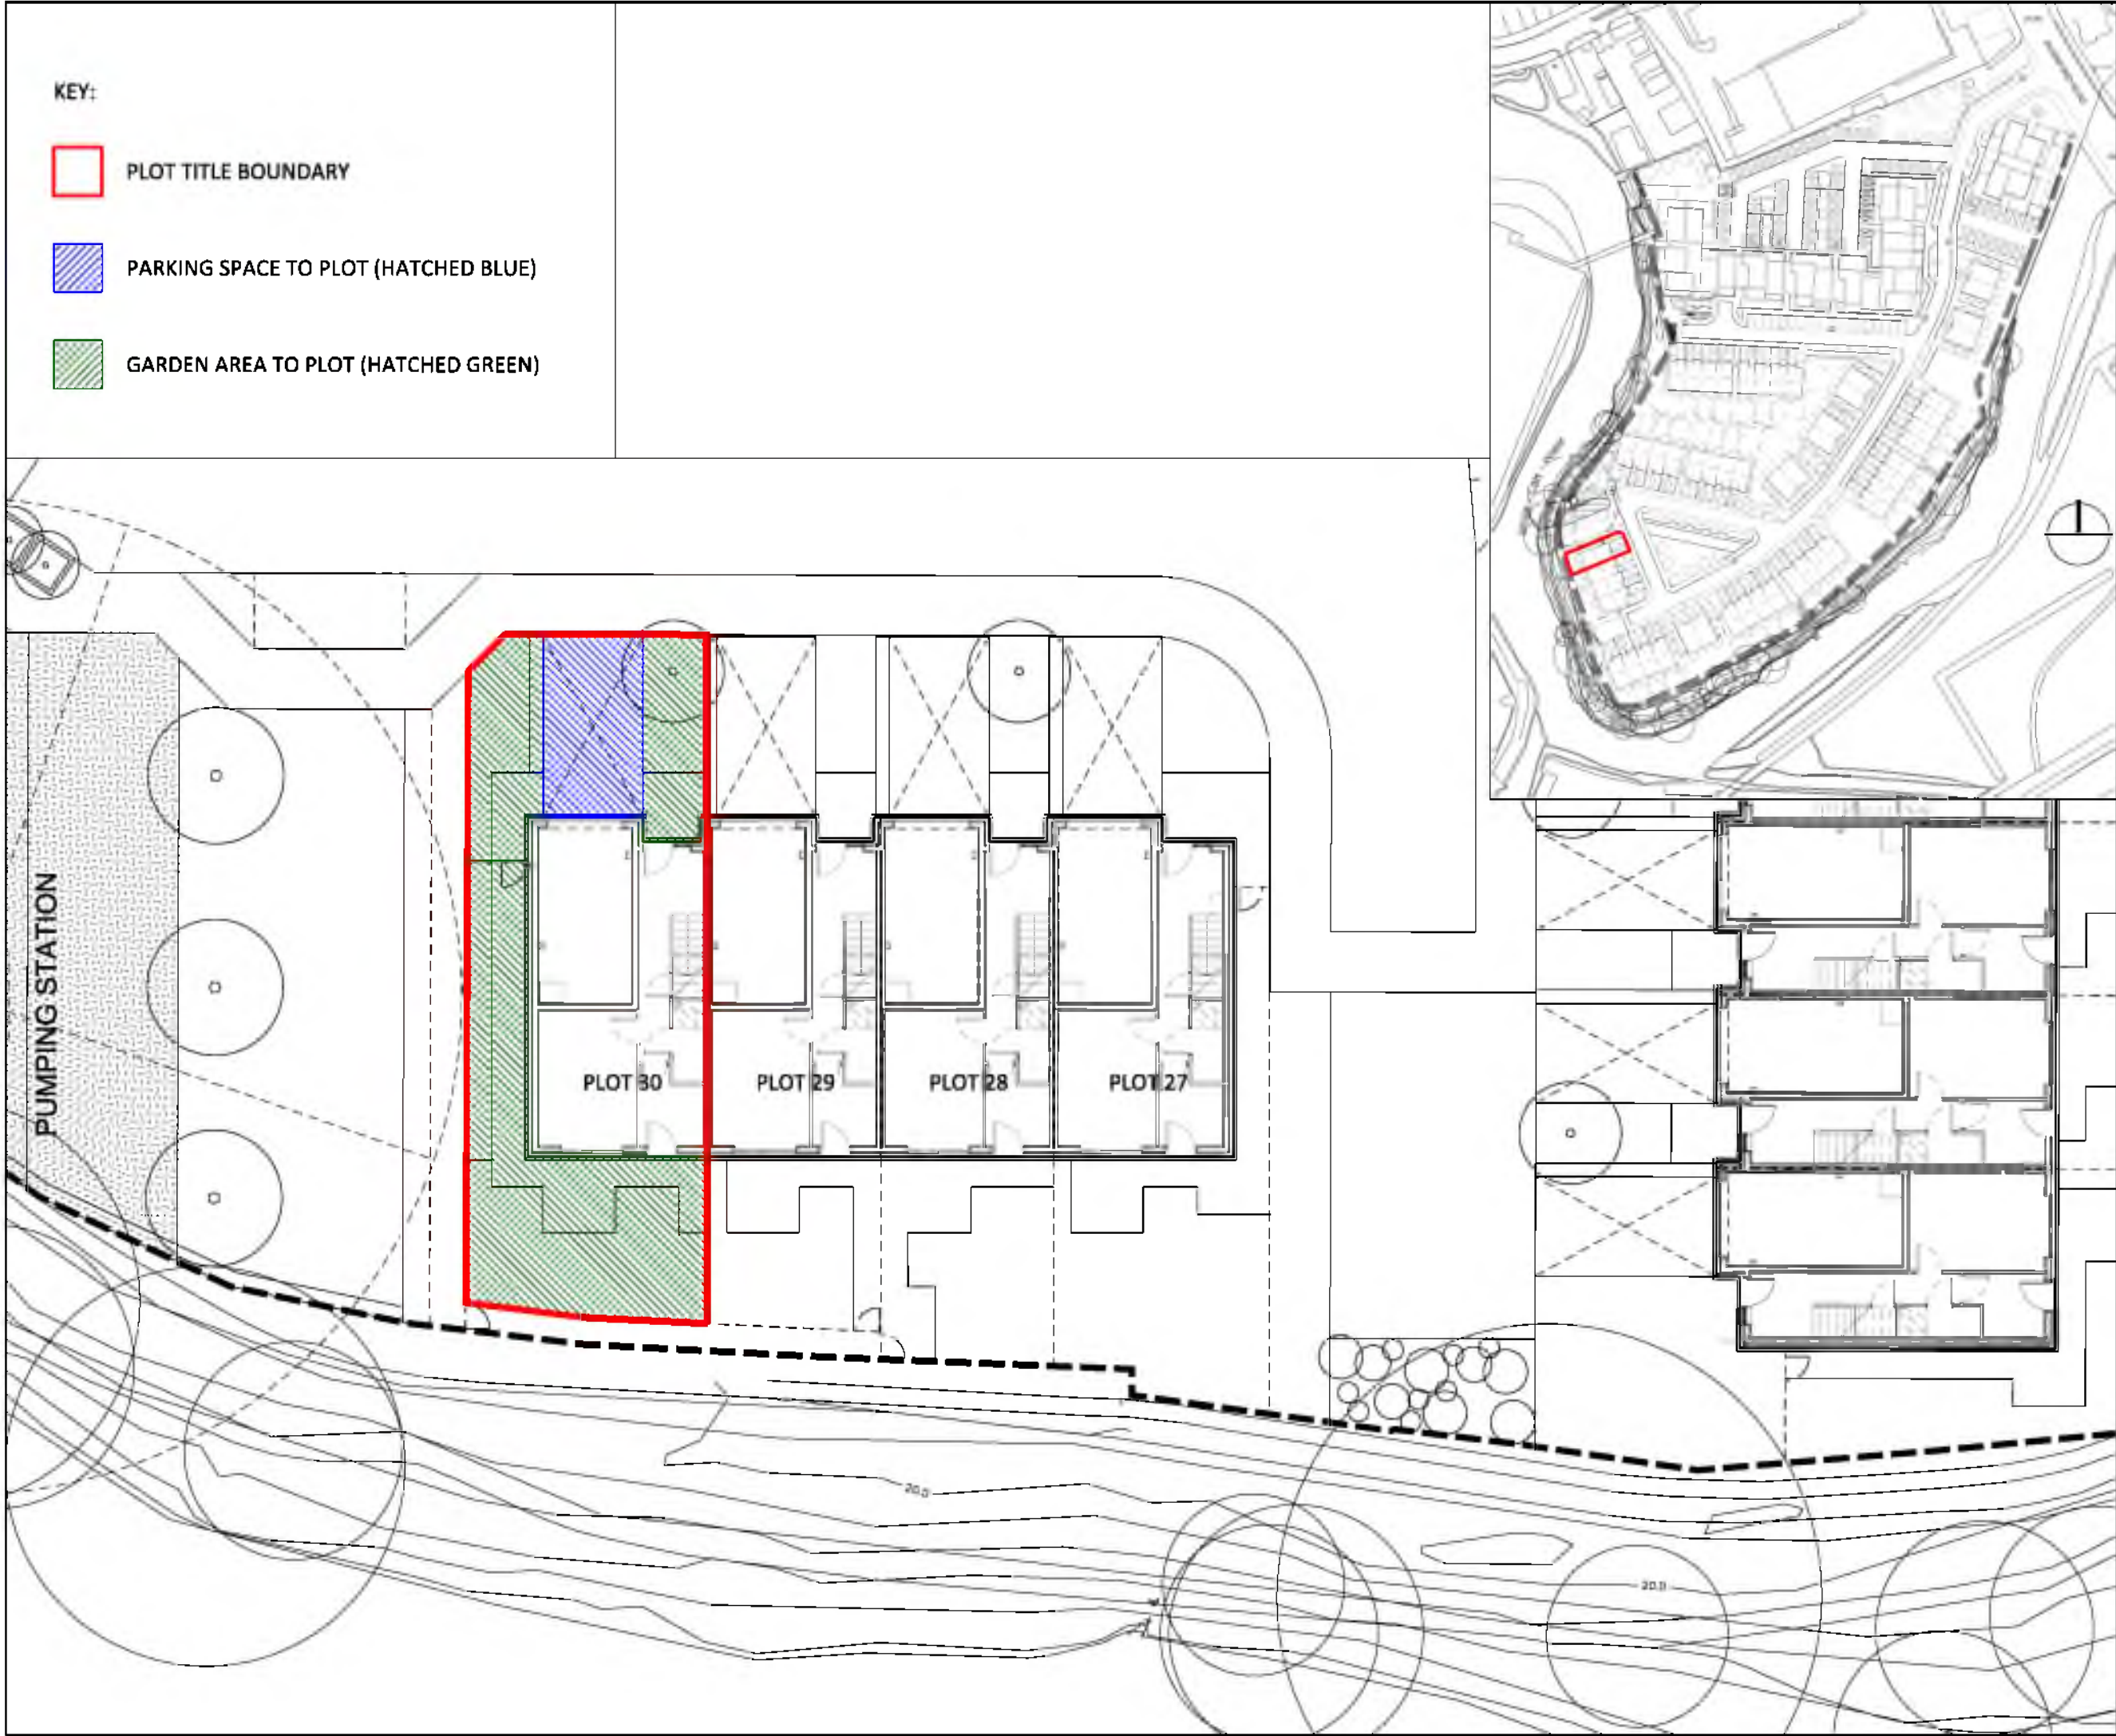 KEY:
PLOT TITLE BOUNDARY
PARKING SPACE TO PLOT (HATCHED BLUE)
GARDEN AREA TO PLOT (HATCHED GREEN)
PUMPING STATION
PLOT 30
PLOT 29
PLOT 28
PLOT 27
20.0
20.0